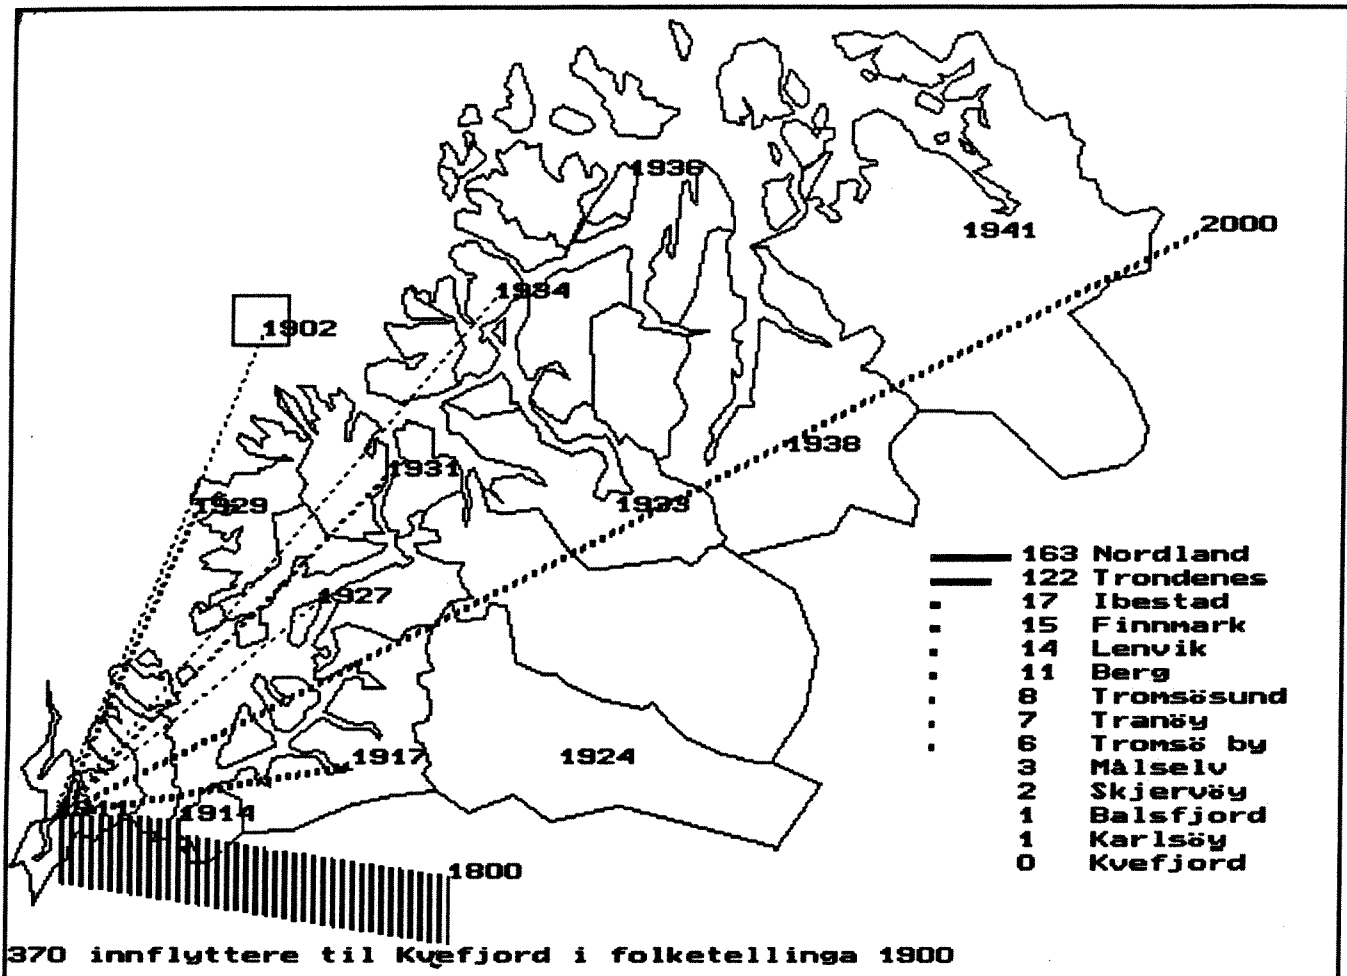 1936
2000
1941
1934
1902
1938
1931
1929
1933
163 Nordland
122 Trondenes
17 Ibestad
15 Finnmark
14 Lenvik
11 Berg
8 Tromsösund
7 Tranöy
6 Tromsö by
3 Målselv
2 Skjervöy
1 Balsfjord
1 Karlsöy
0 Kvefjord
1927
1917
1924
1911
1914
1800
370 innflyttere til Kvefjord i folketellinga 1900